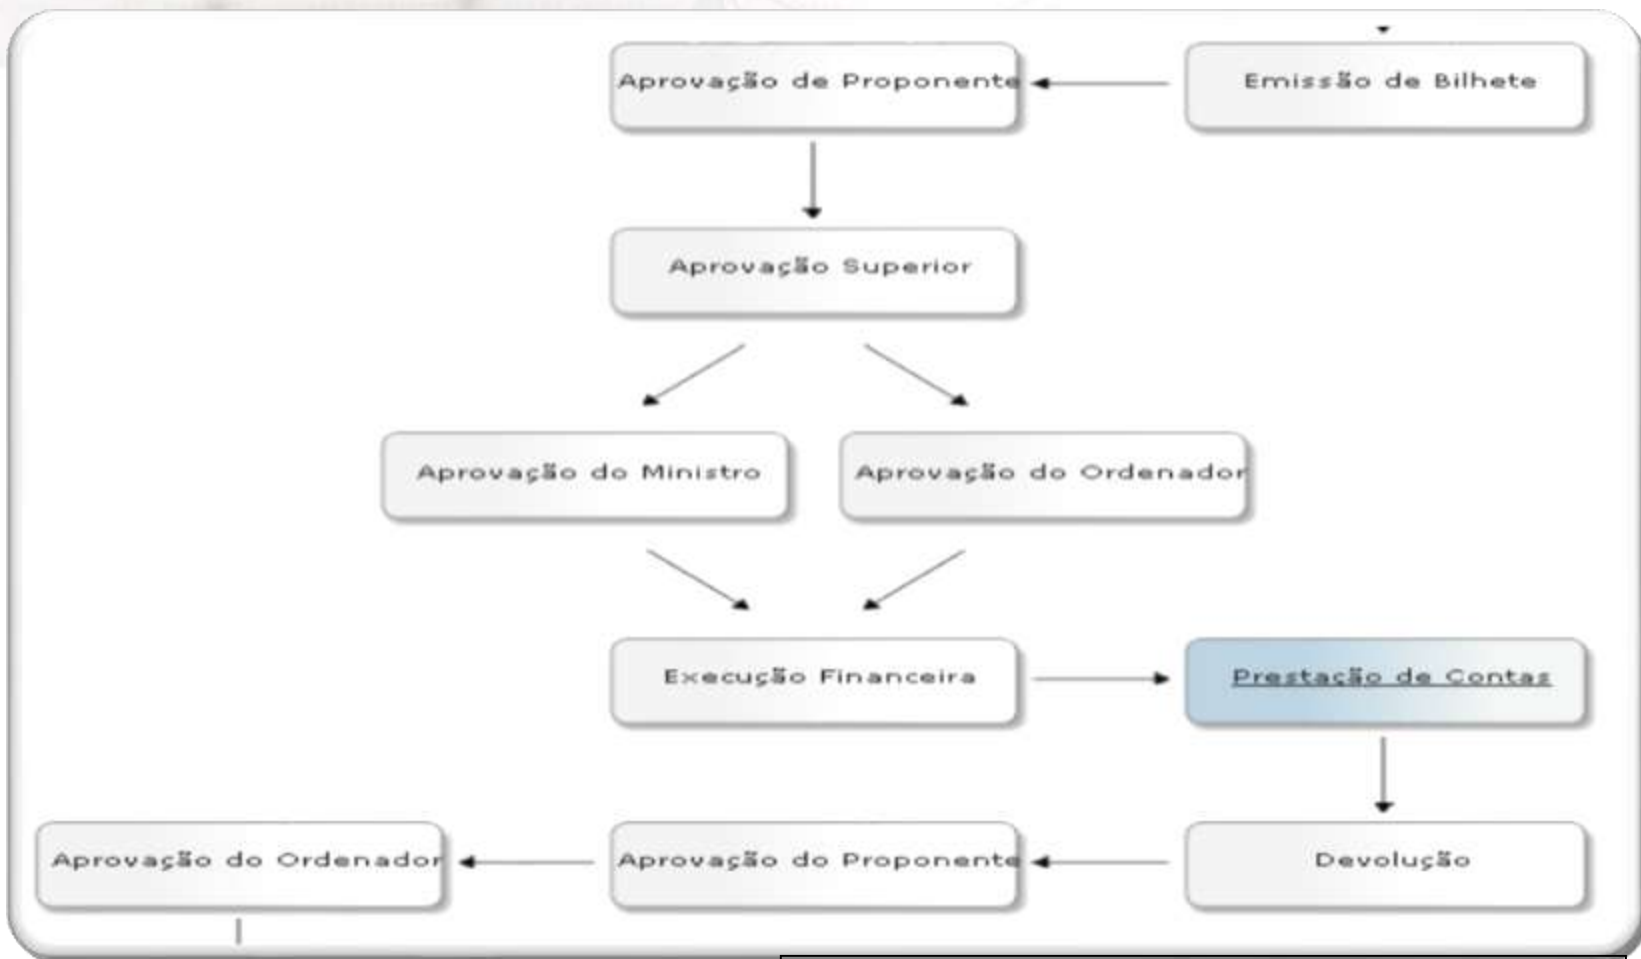 Aprovação de Proponente
Emissão de Bilhete
Aprovação Superior
Aprovação do Ministro
Aprovação do Ordenador
Execução Financeira
Prestação de Contas
Aprovação do Ordenador
Aprovação do Proponente
Devolução